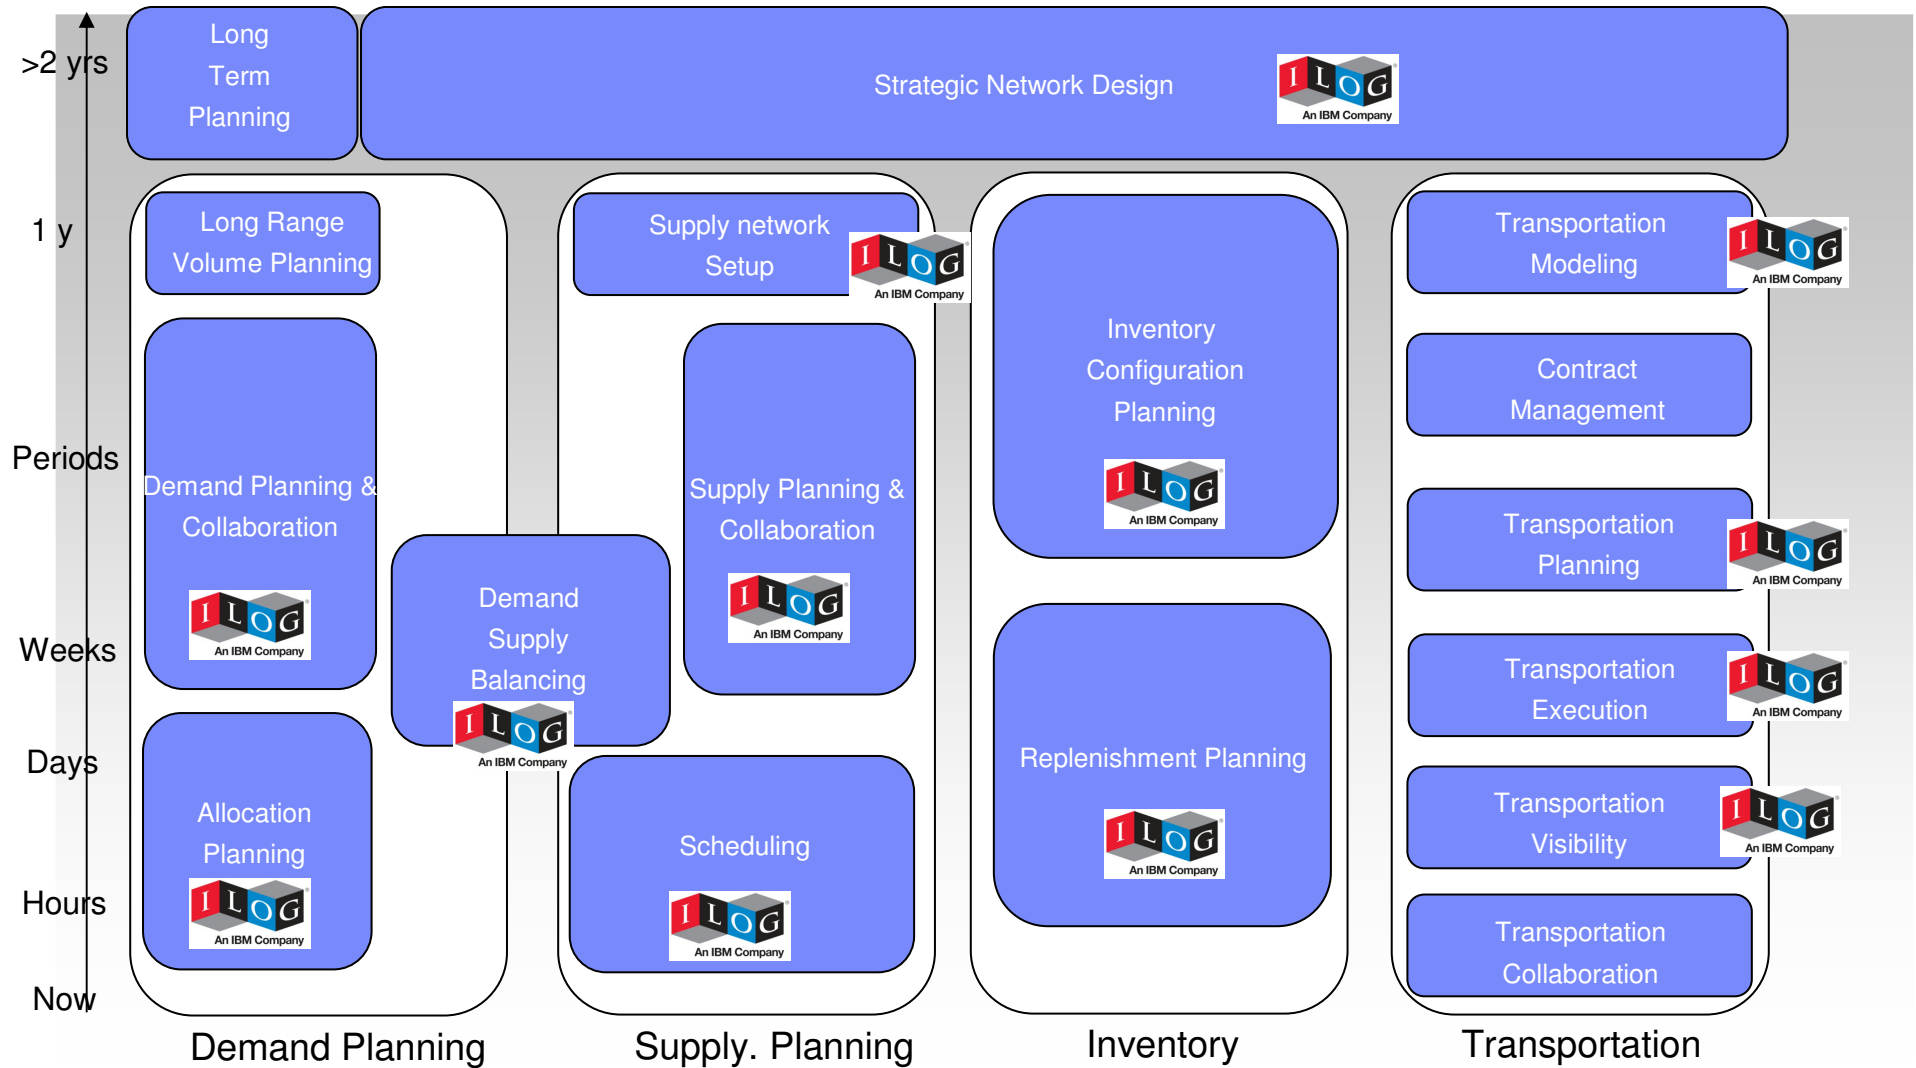 >2 yrs
Long
Term
Planning
Strategic Network Design
ILOG
An IBM Company
1 y
Long Range
Volume Planning
Supply network
Setup
ILOG
An IBM Company
Transportation
Modeling
ILOG
An IBM Company
Inventory
Configuration
Planning
ILOG
An IBM Company
Contract
Management
Periods
Demand Planning &
Collaboration
ILOG
An IBM Company
Supply Planning &
Collaboration
ILOG
An IBM Company
Transportation
Planning
ILOG
An IBM Company
Weeks
Demand
Supply
Balancing
ILOG
An IBM Company
Transportation
Execution
ILOG
An IBM Company
Days
Allocation
Planning
ILOG
An IBM Company
Scheduling
ILOG
An IBM Company
Replenishment Planning
ILOG
An IBM Company
Transportation
Visibility
ILOG
An IBM Company
Hours
Transportation
Collaboration
Now
Demand Planning
Supply. Planning
Inventory
Transportation